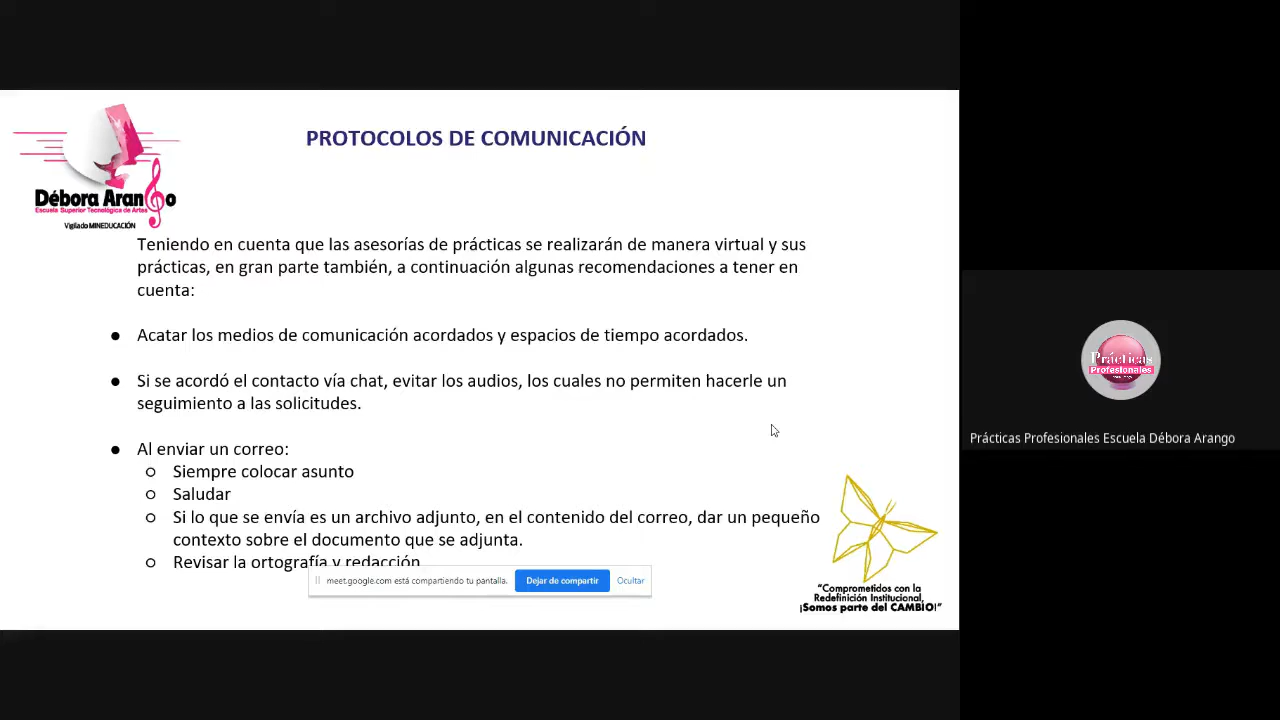 PROTOCOLOS DE COMUNICACIÓN
Débora Arango
Escuela Superior Tecnológica de Artes
Vigilado MINEDUCACIÓN
Teniendo en cuenta que las asesorías de prácticas se realizarán de manera virtual y sus
prácticas, en gran parte también, a continuación algunas recomendaciones a tener en
cuenta:
● Acatar los medios de comunicación acordados y espacios de tiempo acordados.
● Si se acordó el contacto vía chat, evitar los audios, los cuales no permiten hacerle un
seguimiento a las solicitudes.
● Al enviar un correo:
○ Siempre colocar asunto
○ Saludar
○ Si lo que se envía es un archivo adjunto, en el contenido del correo, dar un pequeño
contexto sobre el documento que se adjunta.
○ Revisar la ortografía y redacción
meet.google.com está compartiendo tu pantalla.
Dejar de compartir
Ocultar
“Comprometidos con la
Redefinición Institucional,
¡Somos parte del CAMBIO!”
Prácticas
Profesionales
Prácticas Profesionales Escuela Débora Arango